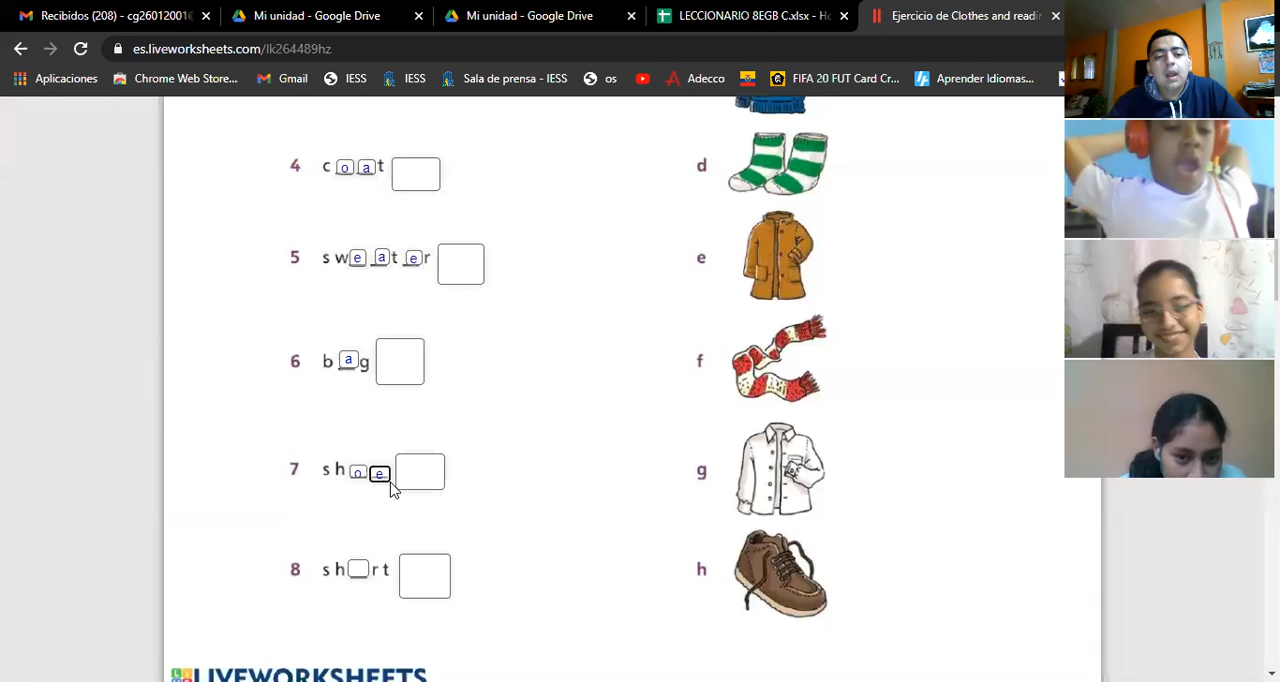 Recibidos (208) - cg26012001@
Mi unidad - Google Drive
Mi unidad - Google Drive
LECCIONARIO 8EGB C.xlsx - Ho
Ejercicio de Clothes and readin
es.liveworksheets.com/lk264489hz
Aplicaciones
Chrome Web Store...
Gmail
IESS
IESS
Sala de prensa - IESS
os
Adecco
FIFA 20 FUT Card Cr...
Aprender Idiomas...
4 c o a t
d
5 s w e a t e r
e
6 b a g
f
7 s h o e
g
8 s h _ r t
h
LIVEWORKSHEETS